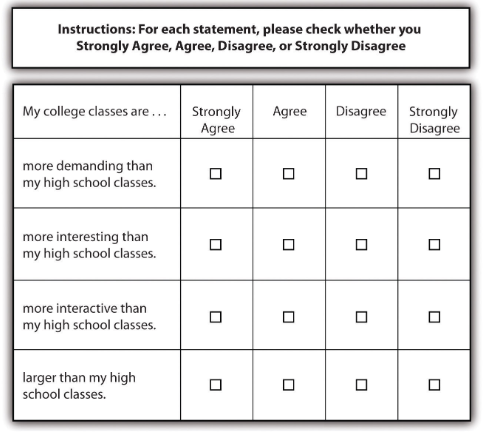 Instructions: For each statement, please check whether you
Strongly Agree, Agree, Disagree, or Strongly Disagree
My college classes are . . .
Strongly
Agree
Agree
Disagree
Strongly
Disagree
more demanding than
my high school classes.
more interesting than
my high school classes.
more interactive than
my high school classes.
larger than my high
school classes.